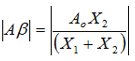 |Aβ| = |AₒX₂ / (X₁ + X₂)|